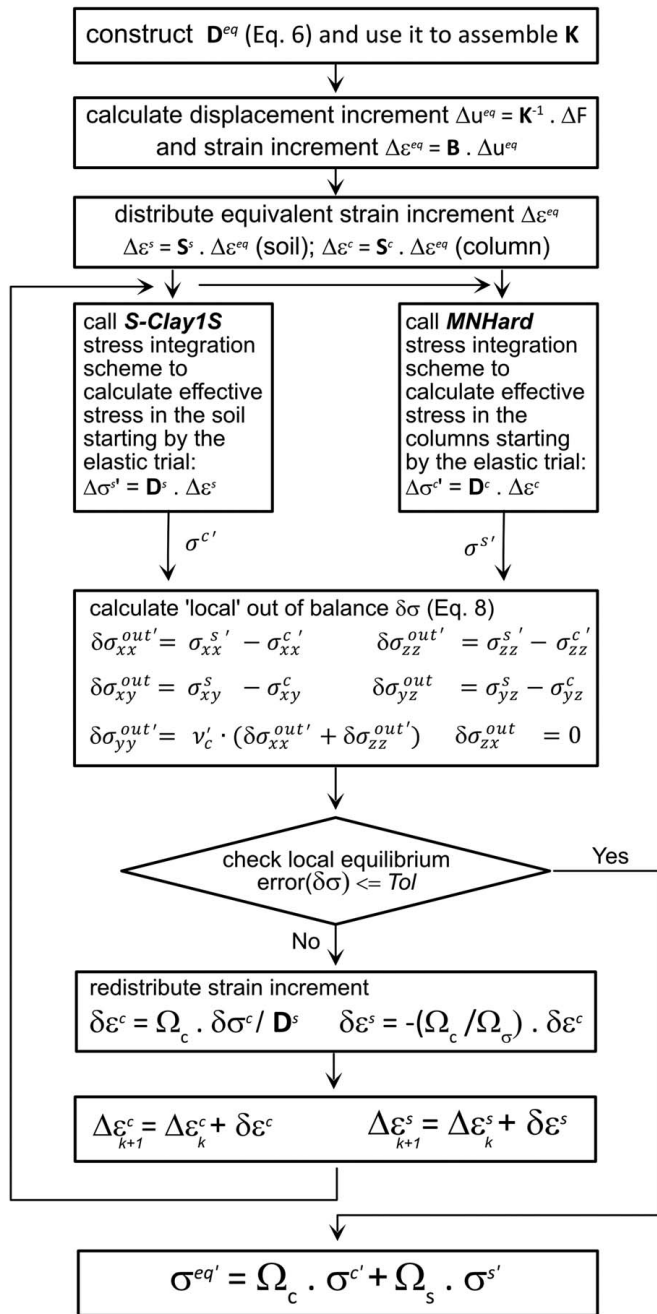 construct D^eq (Eq. 6) and use it to assemble K
calculate displacement increment Δu^eq = K^-1 . ΔF
and strain increment Δε^eq = B . Δu^eq
distribute equivalent strain increment Δε^eq
Δε^s = S^s . Δε^eq (soil); Δε^c = S^c . Δε^eq (column)
call S-Clay1S
stress integration
scheme to
calculate effective
stress in the soil
starting by the
elastic trial:
Δσ^s' = D^s . Δε^s
call MNHard
stress integration
scheme to
calculate effective
stress in the
columns starting
by the elastic trial:
Δσ^c' = D^c . Δε^c
σ^c'
σ^s'
calculate 'local' out of balance δσ (Eq. 8)
δσ_xx^out' = σ_xx^s' − σ_xx^c' δσ_zz^out' = σ_zz^s' − σ_zz^c'
δσ_xy^out = σ_xy^s − σ_xy^c δσ_yz^out = σ_yz^s − σ_yz^c
δσ_yy^out' = ν'_c · (δσ_xx^out' + δσ_zz^out') δσ_zx^out = 0
check local equilibrium
error(δσ) <= Tol
Yes
No
redistribute strain increment
δε^c = Ω_c . δσ^c / D^s δε^s = -(Ω_c /Ω_σ) . δε^c
Δε^c_k+1 = Δε^c_k + δε^c Δε^s_k+1 = Δε^s_k + δε^s
σ^eq' = Ω_c . σ^c' + Ω_s . σ^s'